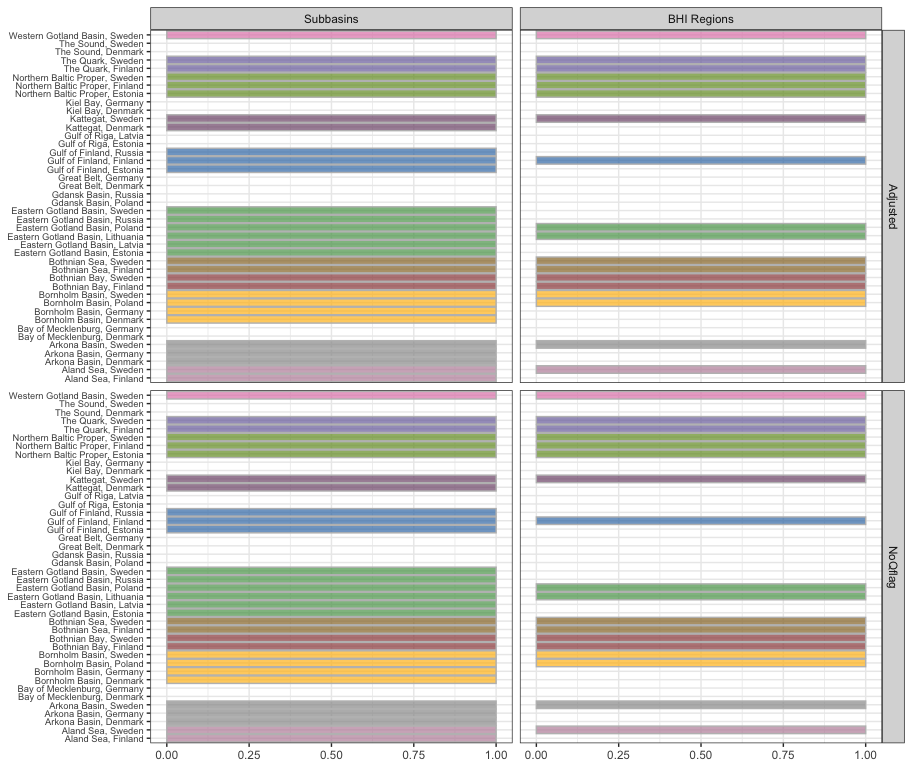 Subbasins
BHI Regions
Western Gotland Basin, Sweden
The Sound, Sweden
The Sound, Denmark
The Quark, Sweden
The Quark, Finland
Northern Baltic Proper, Sweden
Northern Baltic Proper, Finland
Northern Baltic Proper, Estonia
Kiel Bay, Germany
Kiel Bay, Denmark
Kattegat, Sweden
Kattegat, Denmark
Gulf of Riga, Latvia
Gulf of Riga, Estonia
Gulf of Finland, Russia
Gulf of Finland, Finland
Gulf of Finland, Estonia
Great Belt, Germany
Great Belt, Denmark
Gdansk Basin, Russia
Gdansk Basin, Poland
Eastern Gotland Basin, Sweden
Eastern Gotland Basin, Russia
Eastern Gotland Basin, Poland
Eastern Gotland Basin, Lithuania
Eastern Gotland Basin, Latvia
Eastern Gotland Basin, Estonia
Bothnian Sea, Sweden
Bothnian Sea, Finland
Bothnian Bay, Sweden
Bothnian Bay, Finland
Bornholm Basin, Sweden
Bornholm Basin, Poland
Bornholm Basin, Germany
Bornholm Basin, Denmark
Bay of Mecklenburg, Germany
Bay of Mecklenburg, Denmark
Arkona Basin, Sweden
Arkona Basin, Germany
Arkona Basin, Denmark
Aland Sea, Sweden
Aland Sea, Finland
Adjusted
Western Gotland Basin, Sweden
The Sound, Sweden
The Sound, Denmark
The Quark, Sweden
The Quark, Finland
Northern Baltic Proper, Sweden
Northern Baltic Proper, Finland
Northern Baltic Proper, Estonia
Kiel Bay, Germany
Kiel Bay, Denmark
Kattegat, Sweden
Kattegat, Denmark
Gulf of Riga, Latvia
Gulf of Riga, Estonia
Gulf of Finland, Russia
Gulf of Finland, Finland
Gulf of Finland, Estonia
Great Belt, Germany
Great Belt, Denmark
Gdansk Basin, Russia
Gdansk Basin, Poland
Eastern Gotland Basin, Sweden
Eastern Gotland Basin, Russia
Eastern Gotland Basin, Poland
Eastern Gotland Basin, Lithuania
Eastern Gotland Basin, Latvia
Eastern Gotland Basin, Estonia
Bothnian Sea, Sweden
Bothnian Sea, Finland
Bothnian Bay, Sweden
Bothnian Bay, Finland
Bornholm Basin, Sweden
Bornholm Basin, Poland
Bornholm Basin, Germany
Bornholm Basin, Denmark
Bay of Mecklenburg, Germany
Bay of Mecklenburg, Denmark
Arkona Basin, Sweden
Arkona Basin, Germany
Arkona Basin, Denmark
Aland Sea, Sweden
Aland Sea, Finland
NoQflag
0.00 0.25 0.50 0.75 1.00 0.00 0.25 0.50 0.75 1.00